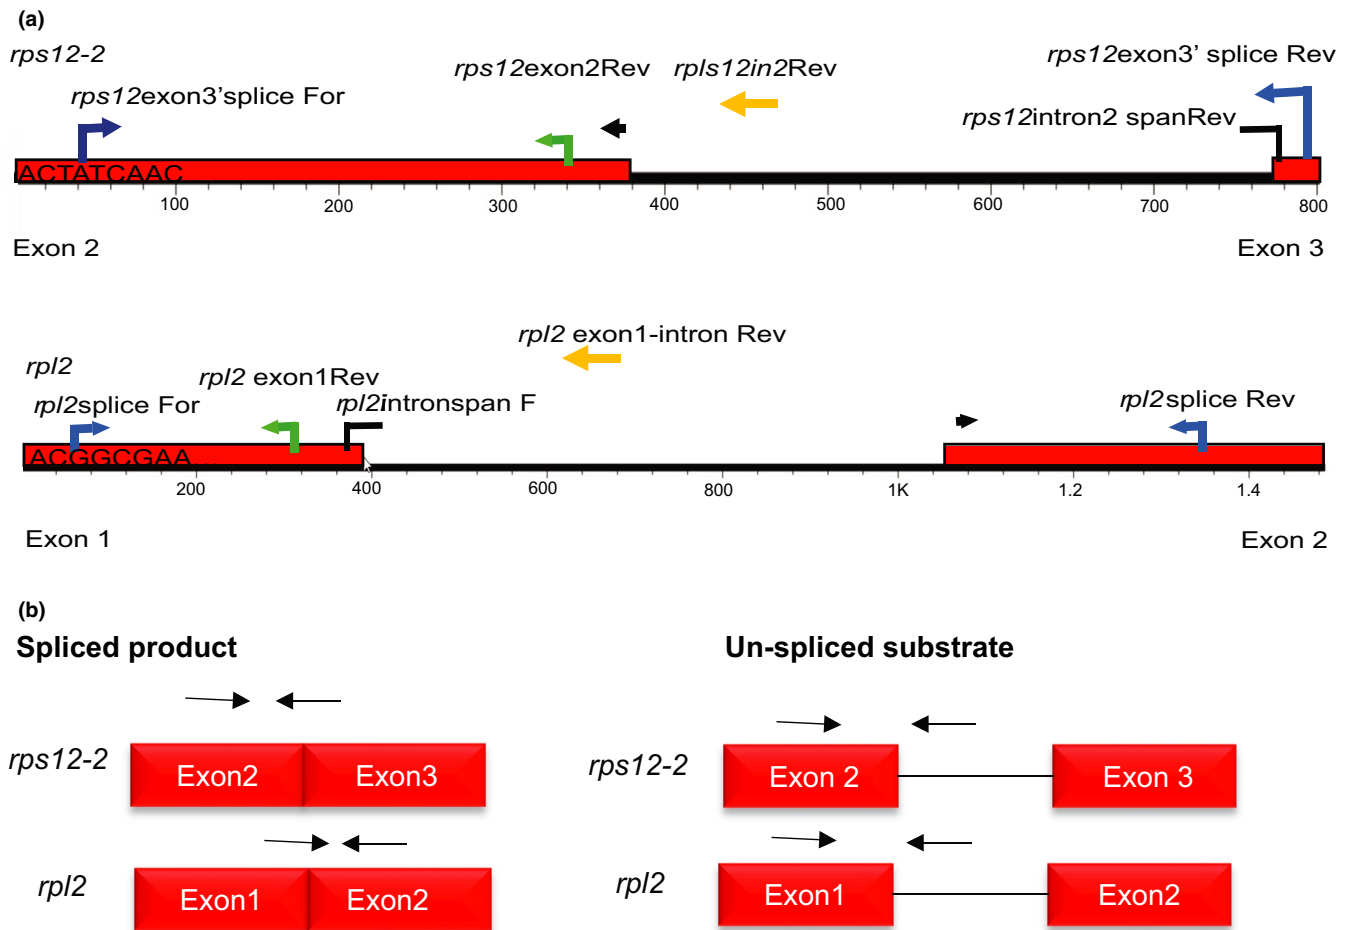 (a)
rps12-2
rps12exon3' splice Rev
rps12exon2Rev
rpls12in2Rev
rps12exon3'splice For
rps12intron2 spanRev
ACTATCAAC
100
200
300
400
500
600
700
800
Exon 2
Exon 3
rpl2 exon1-intron Rev
rpl2
rpl2 exon1Rev
rpl2splice For
rpl2intronspan F
rpl2splice Rev
ACGGCGAA...
200
400
600
800
1K
1.2
1.4
Exon 1
Exon 2
(b)
Spliced product
Un-spliced substrate
rps12-2
Exon2
Exon3
rps12-2
Exon 2
Exon 3
rpl2
Exon1
Exon2
rpl2
Exon1
Exon2